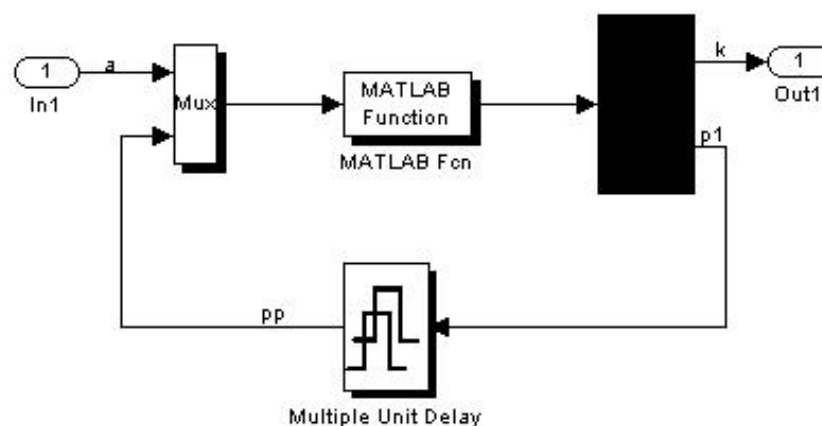 1
In1
a
Mux
MATLAB
Function
MATLAB Fcn
k
1
Out1
p1
pp
Multiple Unit Delay